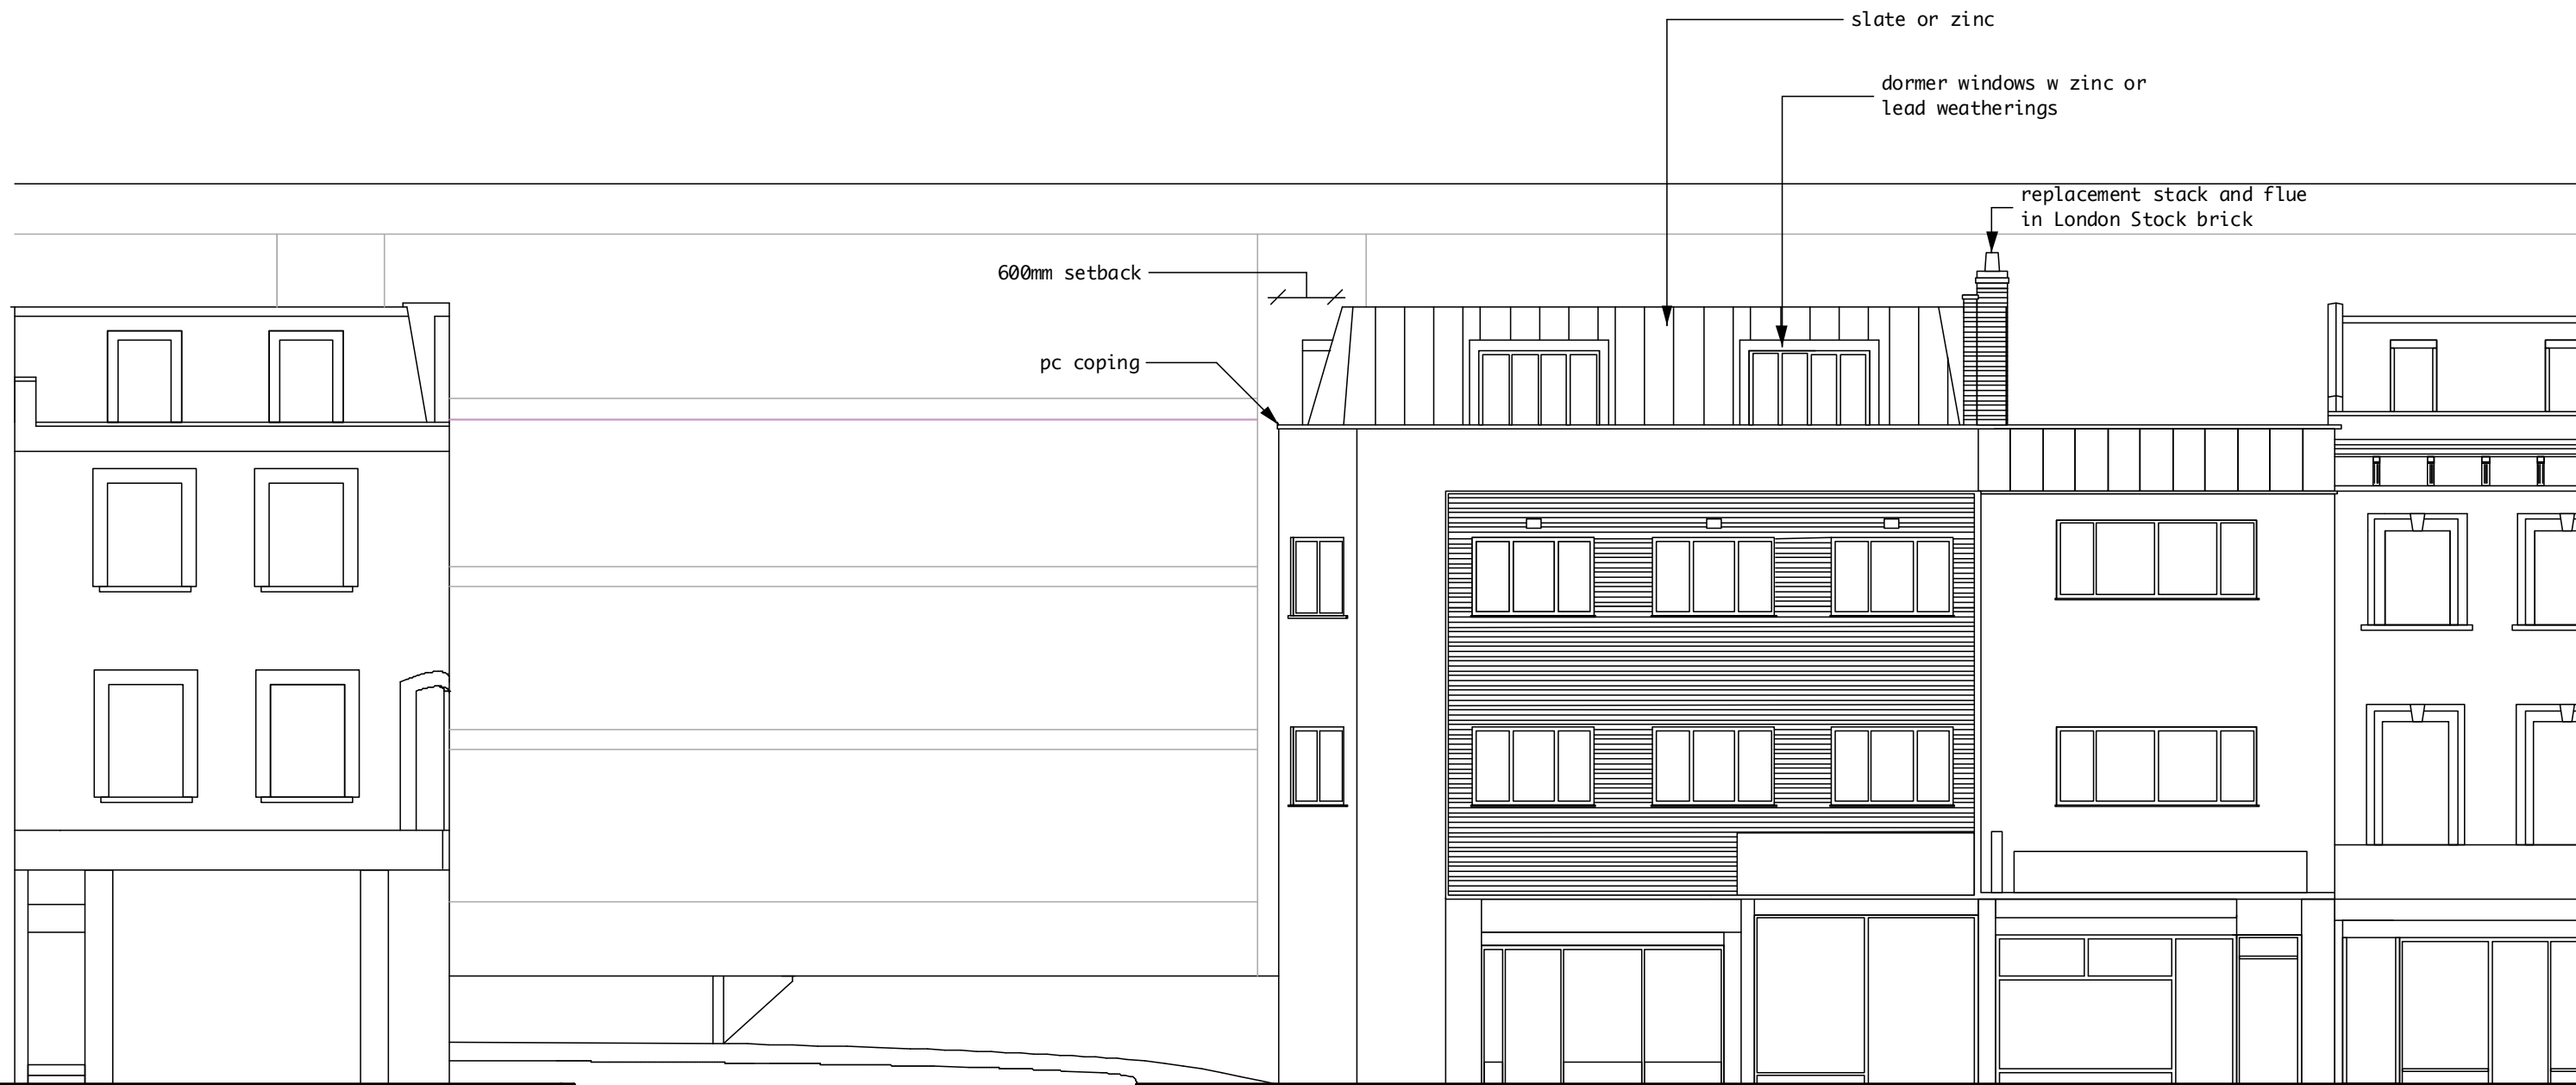 slate or zinc
dormer windows w zinc or
lead weatherings
replacement stack and flue
in London Stock brick
600mm setback
pc coping